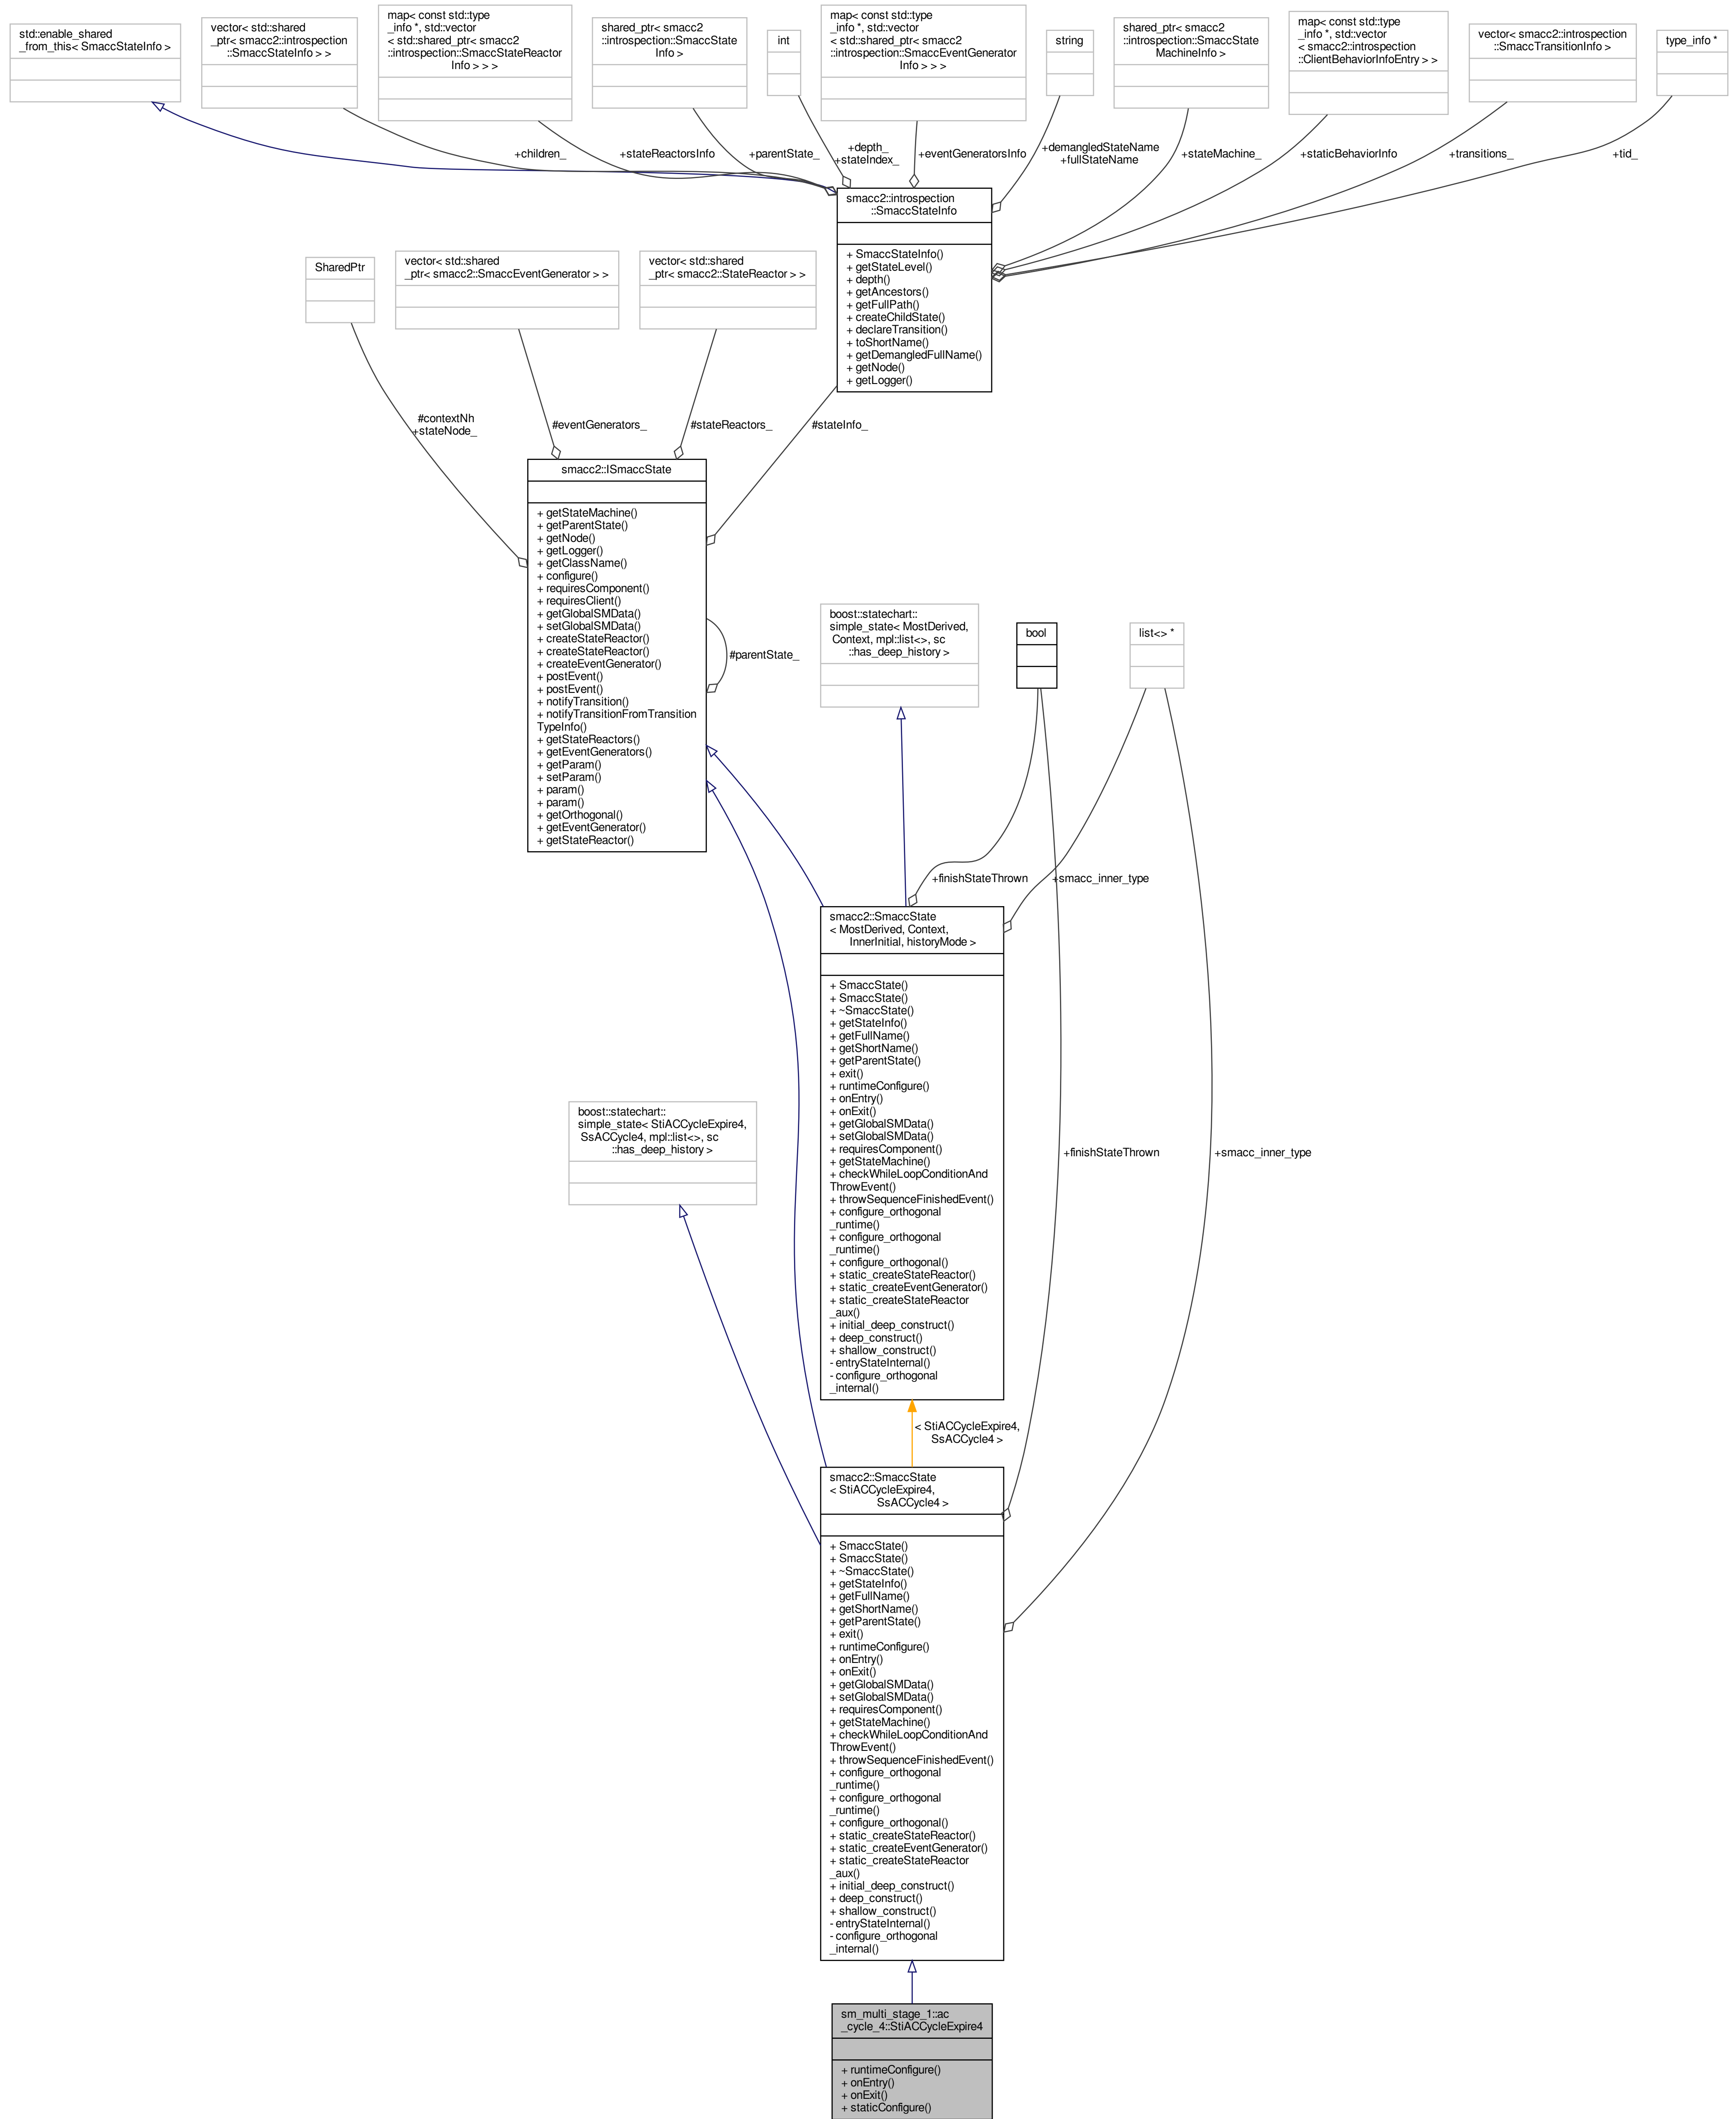 std::enable_shared
_from_this< SmaccStateInfo >
vector< std::shared
_ptr< smacc2::introspection
::SmaccStateInfo > >
map< const std::type
_info *, std::vector
< std::shared_ptr< smacc2
::introspection::SmaccStateReactor
Info > > >
shared_ptr< smacc2
::introspection::SmaccState
Info >
int
map< const std::type
_info *, std::vector
< std::shared_ptr< smacc2
::introspection::SmaccEventGenerator
Info > > >
string
shared_ptr< smacc2
::introspection::SmaccState
MachineInfo >
map< const std::type
_info *, std::vector
< smacc2::introspection
::ClientBehaviorInfoEntry > >
vector< smacc2::introspection
::SmaccTransitionInfo >
type_info *
+children_
+stateReactorsInfo
+parentState_
+depth_
+stateIndex_
+eventGeneratorsInfo
+demangledStateName
+fullStateName
+stateMachine_
+staticBehaviorInfo
+transitions_
+tid_
smacc2::introspection
::SmaccStateInfo
+ SmaccStateInfo()
+ getStateLevel()
+ depth()
+ getAncestors()
+ getFullPath()
+ createChildState()
+ declareTransition()
+ toShortName()
+ getDemangledFullName()
+ getNode()
+ getLogger()
SharedPtr
vector< std::shared
_ptr< smacc2::SmaccEventGenerator > >
vector< std::shared
_ptr< smacc2::StateReactor > >
#contextNh
+stateNode_
#eventGenerators_
#stateReactors_
#stateInfo_
smacc2::ISmaccState
+ getStateMachine()
+ getParentState()
+ getNode()
+ getLogger()
+ getClassName()
+ configure()
+ requiresComponent()
+ requiresClient()
+ getGlobalSMData()
+ setGlobalSMData()
+ createStateReactor()
+ createStateReactor()
+ createEventGenerator()
+ postEvent()
+ postEvent()
+ notifyTransition()
+ notifyTransitionFromTransition
TypeInfo()
+ getStateReactors()
+ getEventGenerators()
+ getParam()
+ setParam()
+ param()
+ param()
+ getOrthogonal()
+ getEventGenerator()
+ getStateReactor()
#parentState_
boost::statechart::
simple_state< MostDerived,
Context, mpl::list<>, sc
::has_deep_history >
bool
list<> *
+finishStateThrown
+smacc_inner_type
smacc2::SmaccState
< MostDerived, Context,
InnerInitial, historyMode >
+ SmaccState()
+ SmaccState()
+ ~SmaccState()
+ getStateInfo()
+ getFullName()
+ getShortName()
+ getParentState()
+ exit()
+ runtimeConfigure()
+ onEntry()
+ onExit()
+ getGlobalSMData()
+ setGlobalSMData()
+ requiresComponent()
+ getStateMachine()
+ checkWhileLoopConditionAnd
ThrowEvent()
+ throwSequenceFinishedEvent()
+ configure_orthogonal
_runtime()
+ configure_orthogonal
_runtime()
+ configure_orthogonal()
+ static_createStateReactor()
+ static_createEventGenerator()
+ static_createStateReactor
_aux()
+ initial_deep_construct()
+ deep_construct()
+ shallow_construct()
- entryStateInternal()
- configure_orthogonal
_internal()
boost::statechart::
simple_state< StiACCycleExpire4,
SsACCycle4, mpl::list<>, sc
::has_deep_history >
+finishStateThrown
+smacc_inner_type
< StiACCycleExpire4,
SsACCycle4 >
smacc2::SmaccState
< StiACCycleExpire4,
SsACCycle4 >
+ SmaccState()
+ SmaccState()
+ ~SmaccState()
+ getStateInfo()
+ getFullName()
+ getShortName()
+ getParentState()
+ exit()
+ runtimeConfigure()
+ onEntry()
+ onExit()
+ getGlobalSMData()
+ setGlobalSMData()
+ requiresComponent()
+ getStateMachine()
+ checkWhileLoopConditionAnd
ThrowEvent()
+ throwSequenceFinishedEvent()
+ configure_orthogonal
_runtime()
+ configure_orthogonal
_runtime()
+ configure_orthogonal()
+ static_createStateReactor()
+ static_createEventGenerator()
+ static_createStateReactor
_aux()
+ initial_deep_construct()
+ deep_construct()
+ shallow_construct()
- entryStateInternal()
- configure_orthogonal
_internal()
sm_multi_stage_1::ac
_cycle_4::StiACCycleExpire4
+ runtimeConfigure()
+ onEntry()
+ onExit()
+ staticConfigure()